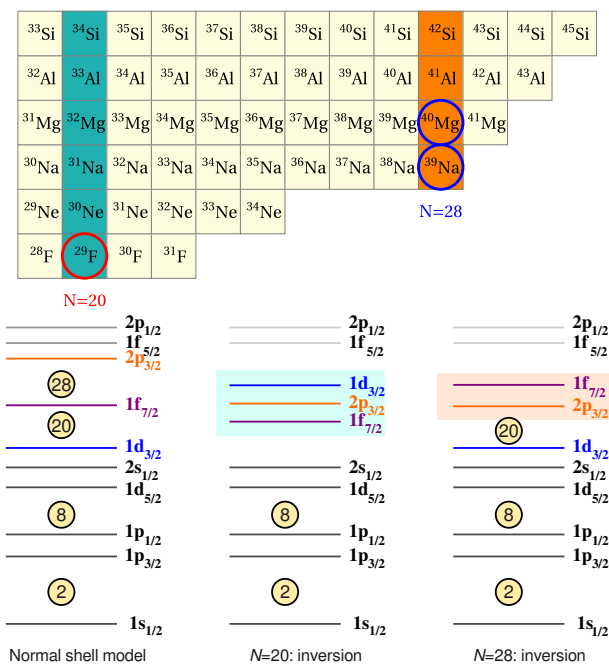 ³³Si ³⁴Si ³⁵Si ³⁶Si ³⁷Si ³⁸Si ³⁹Si ⁴⁰Si ⁴¹Si ⁴²Si ⁴³Si ⁴⁴Si ⁴⁵Si
³²Al ³³Al ³⁴Al ³⁵Al ³⁶Al ³⁷Al ³⁸Al ³⁹Al ⁴⁰Al ⁴¹Al ⁴²Al ⁴³Al
³¹Mg ³²Mg ³³Mg ³⁴Mg ³⁵Mg ³⁶Mg ³⁷Mg ³⁸Mg ³⁹Mg ⁴⁰Mg ⁴¹Mg
³⁰Na ³¹Na ³²Na ³³Na ³⁴Na ³⁵Na ³⁶Na ³⁷Na ³⁸Na ³⁹Na
²⁹Ne ³⁰Ne ³¹Ne ³²Ne ³³Ne ³⁴Ne
N=28
²⁸F ²⁹F ³⁰F ³¹F
N=20
2p1/2
1f5/2
2p3/2
28
1f7/2
20
1d3/2
2s1/2
1d5/2
8
1p1/2
1p3/2
2
1s1/2
Normal shell model
2p1/2
1f5/2
1d3/2
2p3/2
1f7/2
2s1/2
1d5/2
8
1p1/2
1p3/2
2
1s1/2
N=20: inversion
2p1/2
1f5/2
1f7/2
2p3/2
20
1d3/2
2s1/2
1d5/2
8
1p1/2
1p3/2
2
1s1/2
N=28: inversion